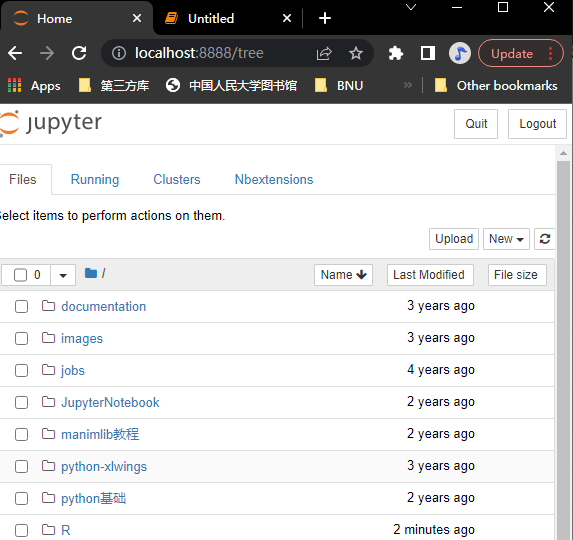 Home Untitled
localhost:8888/tree Update
Apps 第三方库 中国人民大学图书馆 BNU » Other bookmarks
jupyter Quit Logout
Files Running Clusters Nbextensions
Select items to perform actions on them.
Upload New
0 / Name Last Modified File size
documentation 3 years ago
images 3 years ago
jobs 4 years ago
JupyterNotebook 2 years ago
manimlib教程 2 years ago
python-xlwings 3 years ago
python基础 2 years ago
R 2 minutes ago